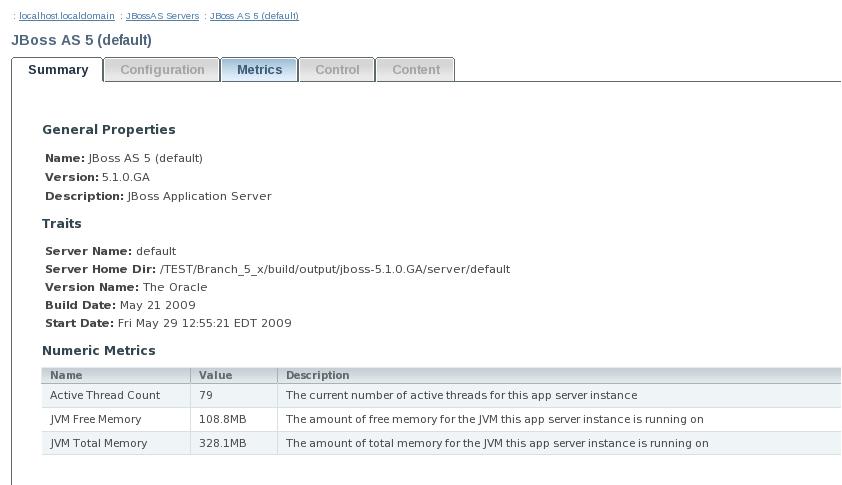 : localhost.localdomain : JBossAS Servers : JBoss AS 5 (default)
JBoss AS 5 (default)
Summary Configuration Metrics Control Content
General Properties
Name: JBoss AS 5 (default)
Version: 5.1.0.GA
Description: JBoss Application Server
Traits
Server Name: default
Server Home Dir: /TEST/Branch_5_x/build/output/jboss-5.1.0.GA/server/default
Version Name: The Oracle
Build Date: May 21 2009
Start Date: Fri May 29 12:55:21 EDT 2009
Numeric Metrics
Name Value Description
Active Thread Count 79 The current number of active threads for this app server instance
JVM Free Memory 108.8MB The amount of free memory for the JVM this app server instance is running on
JVM Total Memory 328.1MB The amount of total memory for the JVM this app server instance is running on